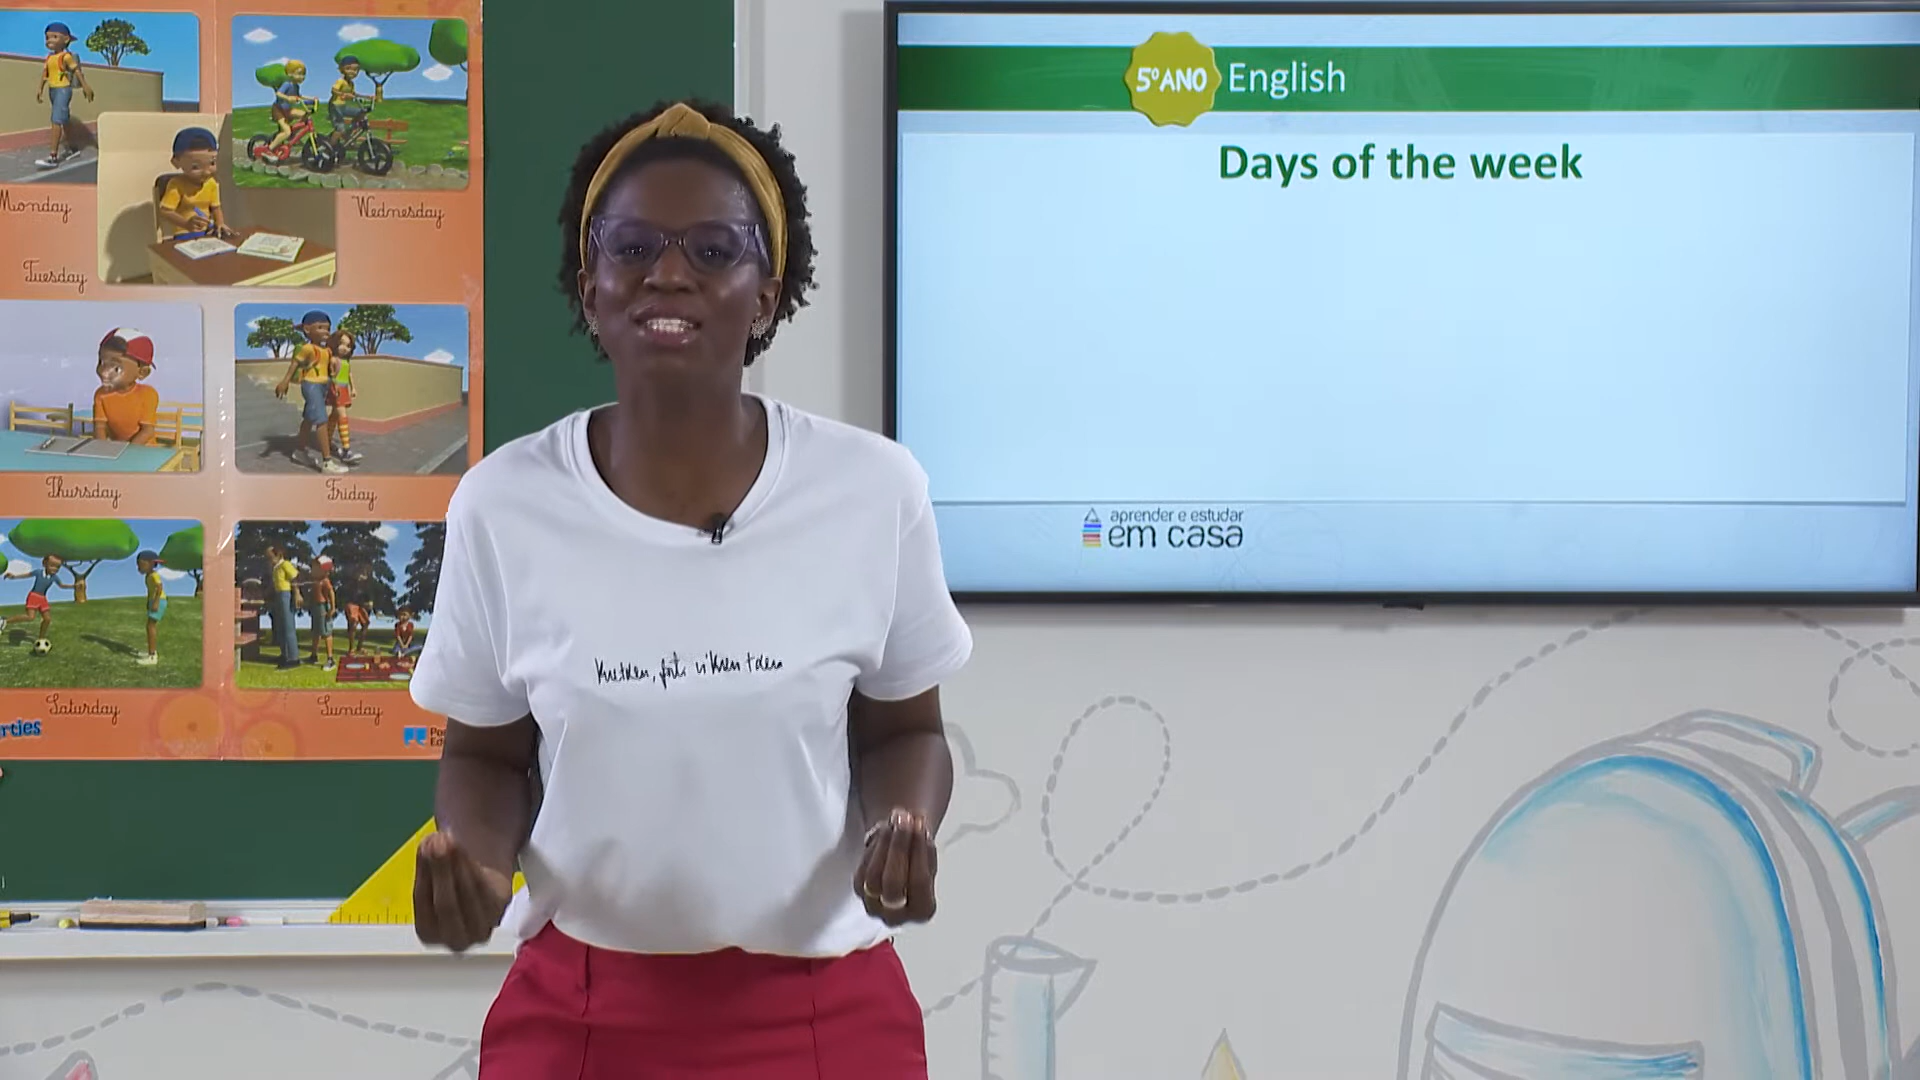 Monday
Wednesday
Tuesday
Thursday
Friday
Saturday
Sunday
5º ANO English
Days of the week
aprender e estudar
em casa